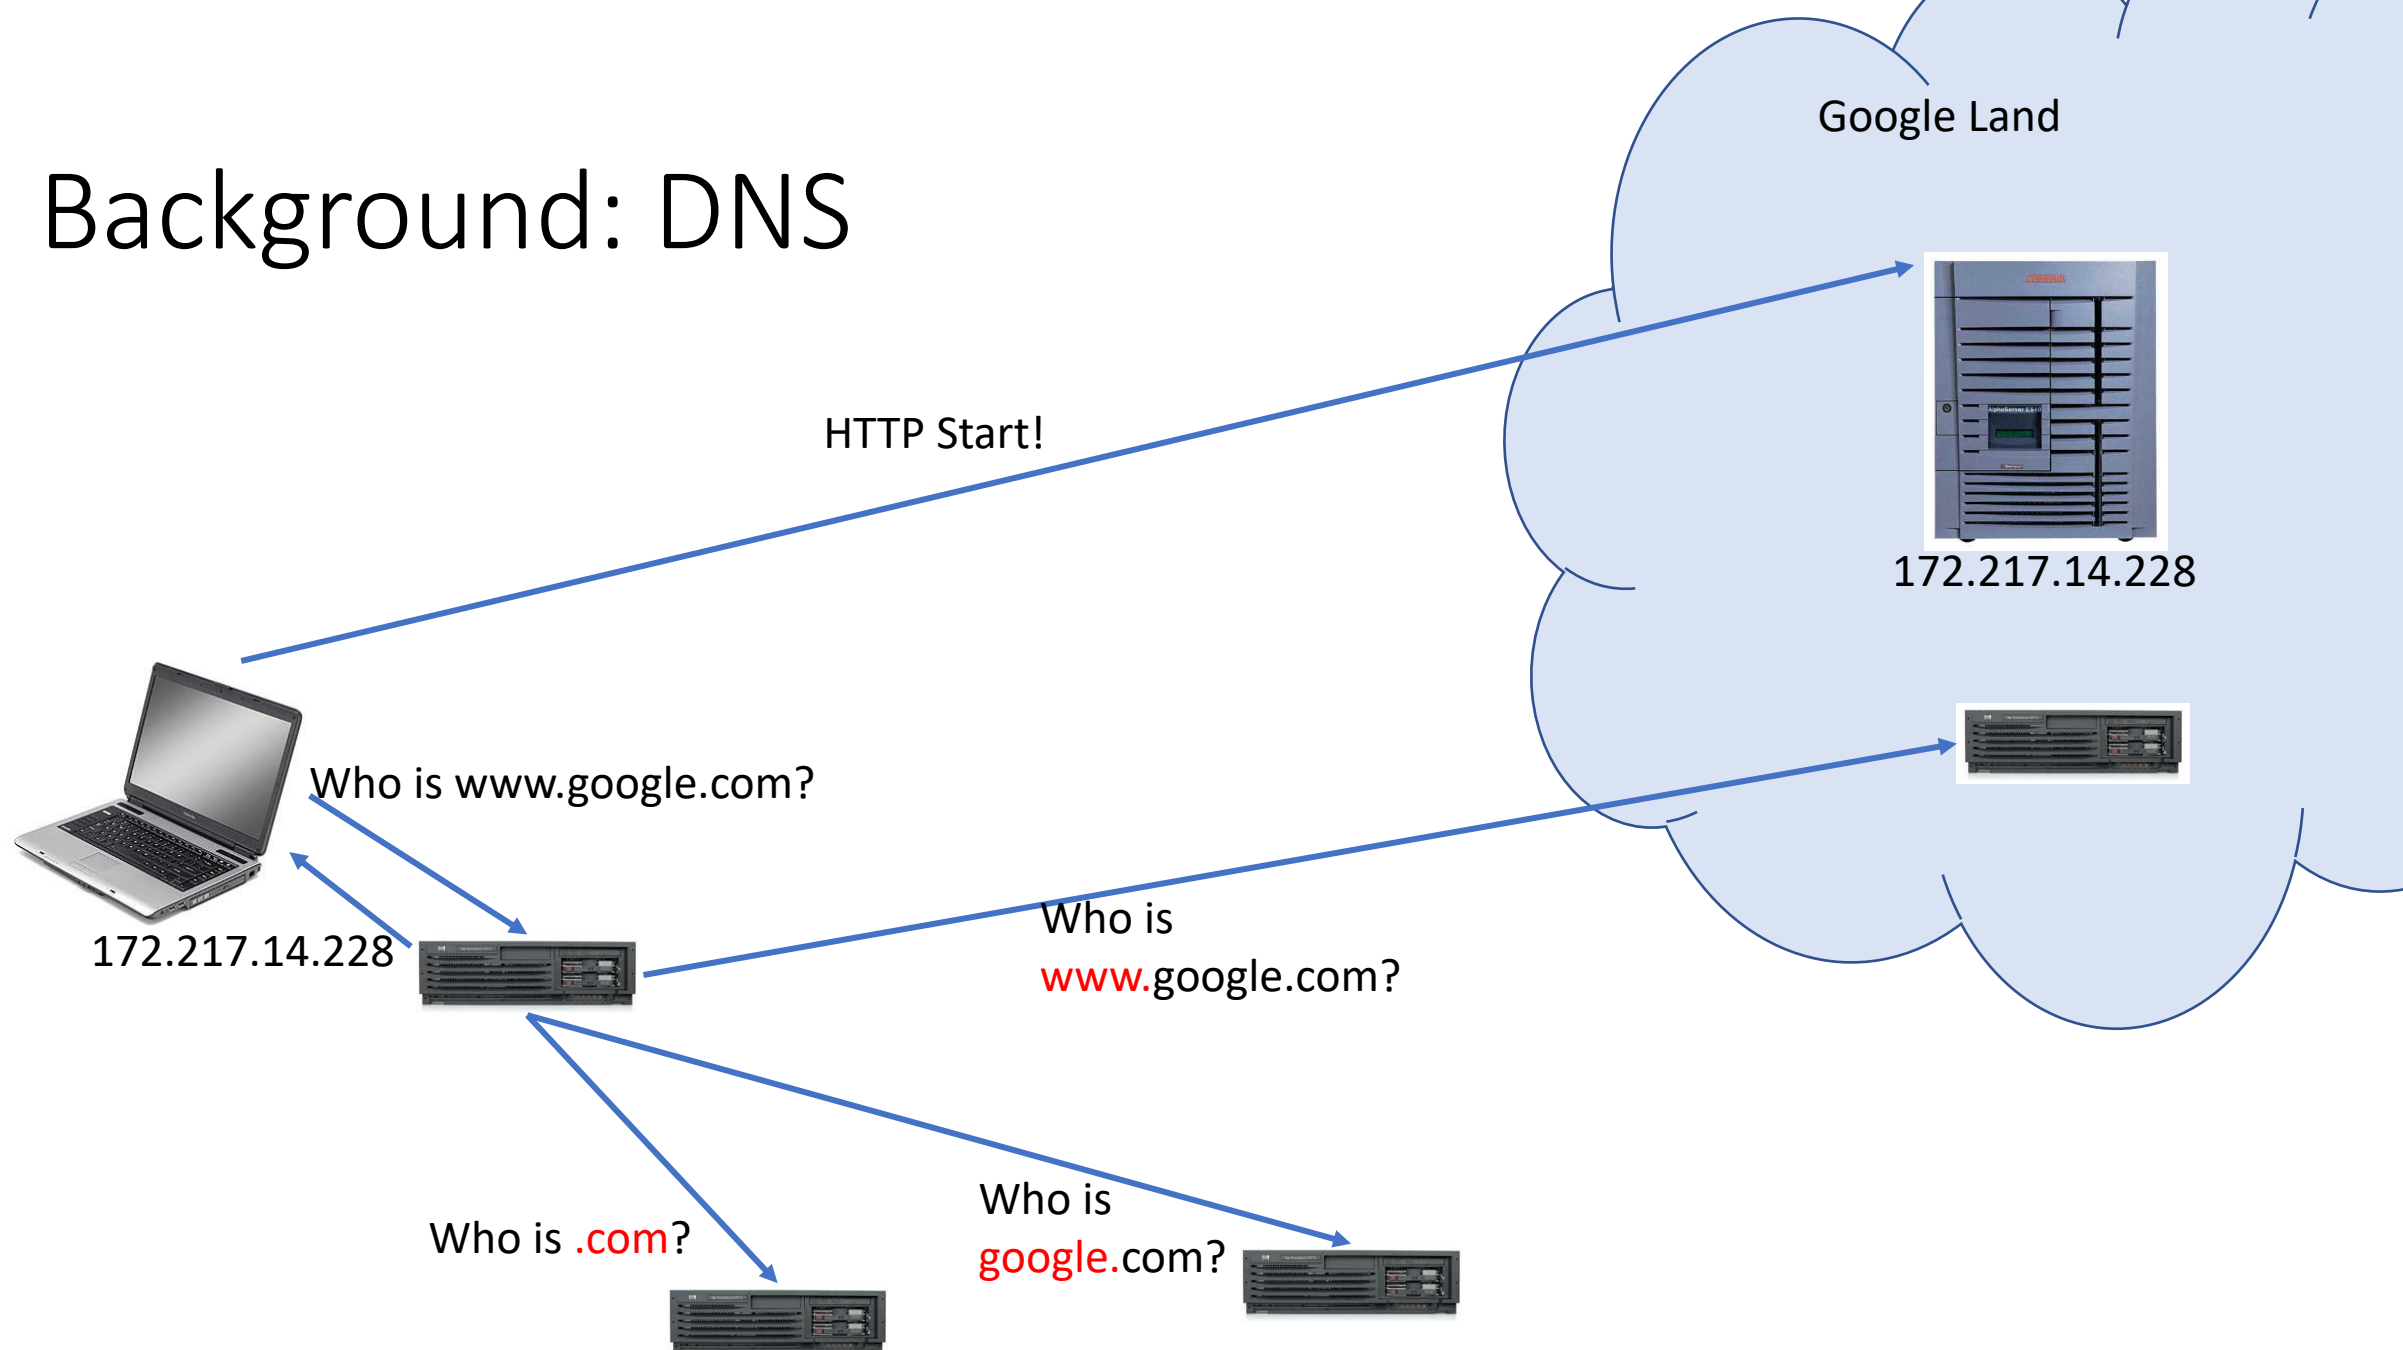 Google Land
Background: DNS
HTTP Start!
172.217.14.228
Who is www.google.com?
172.217.14.228
Who is
www.google.com?
Who is .com?
Who is
google.com?